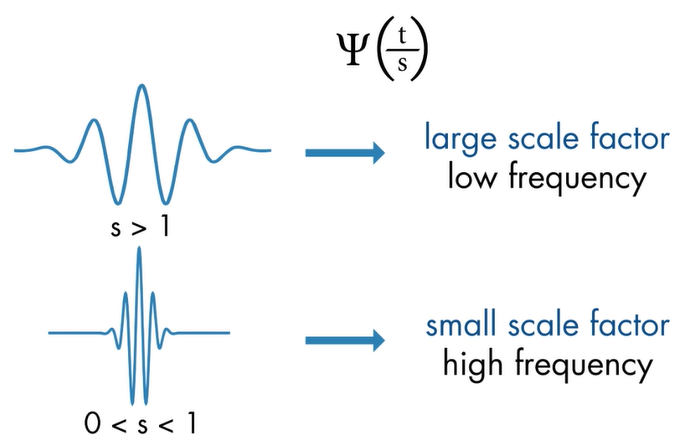 Ψ(t/s)
large scale factor
low frequency
s > 1
small scale factor
high frequency
0 < s < 1